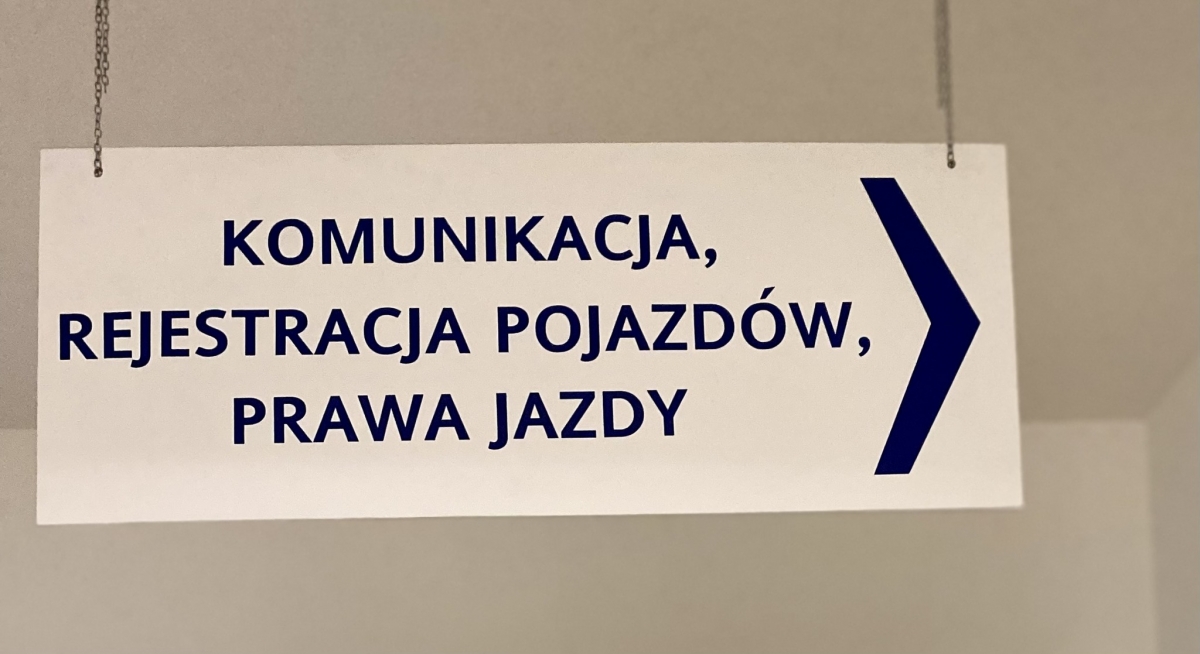 KOMUNIKACJA,
REJESTRACJA POJAZDÓW,
PRAWA JAZDY